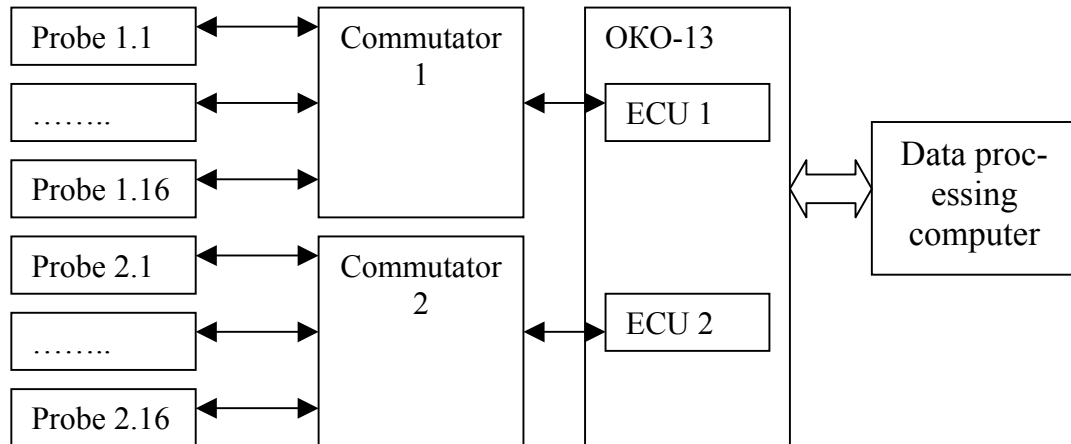 Probe 1.1
……..
Probe 1.16
Probe 2.1
……..
Probe 2.16
Commutator
1
Commutator
2
ОКО-13
ECU 1
ECU 2
Data proc-
essing
computer